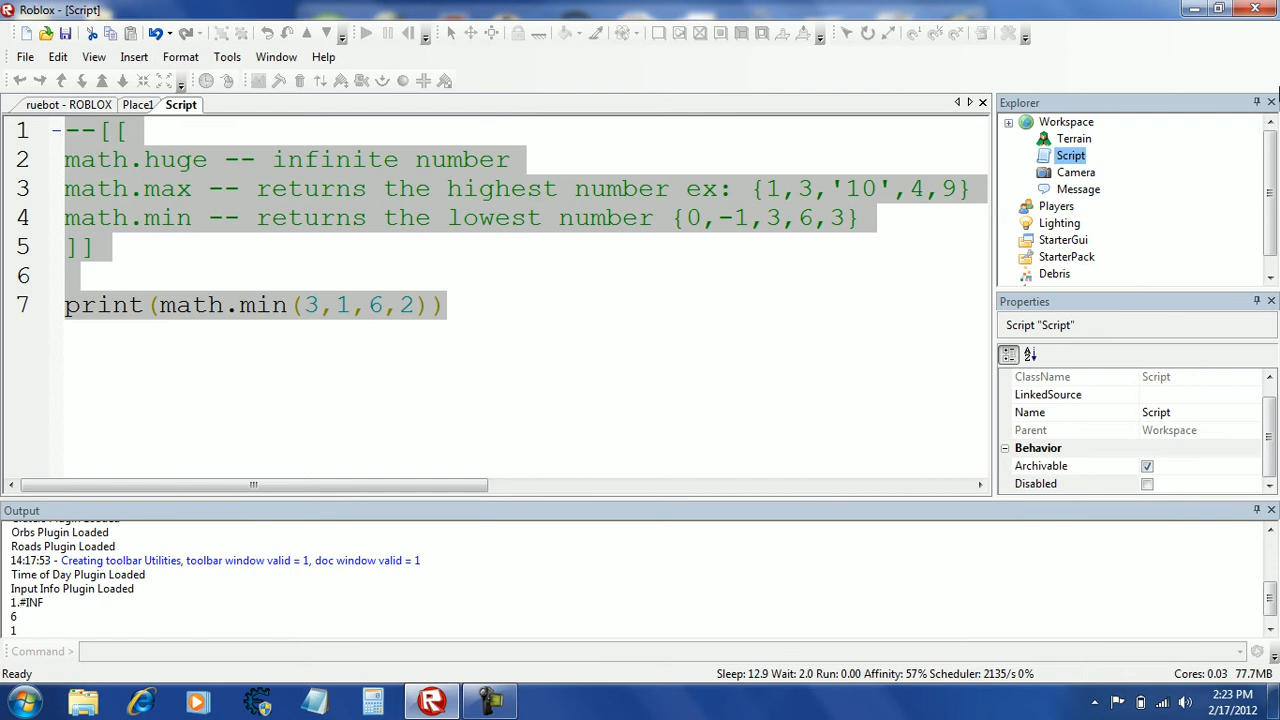 Roblox - [Script]
File Edit View Insert Format Tools Window Help
ruebot - ROBLOX Place1 Script
1 --[[
2 math.huge -- infinite number
3 math.max -- returns the highest number ex: {1,3,'10',4,9}
4 math.min -- returns the lowest number {0,-1,3,6,3}
5 ]]
6
7 print(math.min(3,1,6,2))
Explorer
Workspace
Terrain
Script
Camera
Message
Players
Lighting
StarterGui
StarterPack
Debris
Properties
Script "Script"
ClassName Script
LinkedSource
Name Script
Parent Workspace
Behavior
Archivable
Disabled
Output
Orbs Plugin Loaded
Roads Plugin Loaded
14:17:53 - Creating toolbar Utilities, toolbar window valid = 1, doc window valid = 1
Time of Day Plugin Loaded
Input Info Plugin Loaded
1.#INF
6
1
Command >
Ready Sleep: 12.9 Wait: 2.0 Run: 0.00 Affinity: 57% Scheduler: 2135/s 0% Cores: 0.03 77.7MB
2:23 PM
2/17/2012